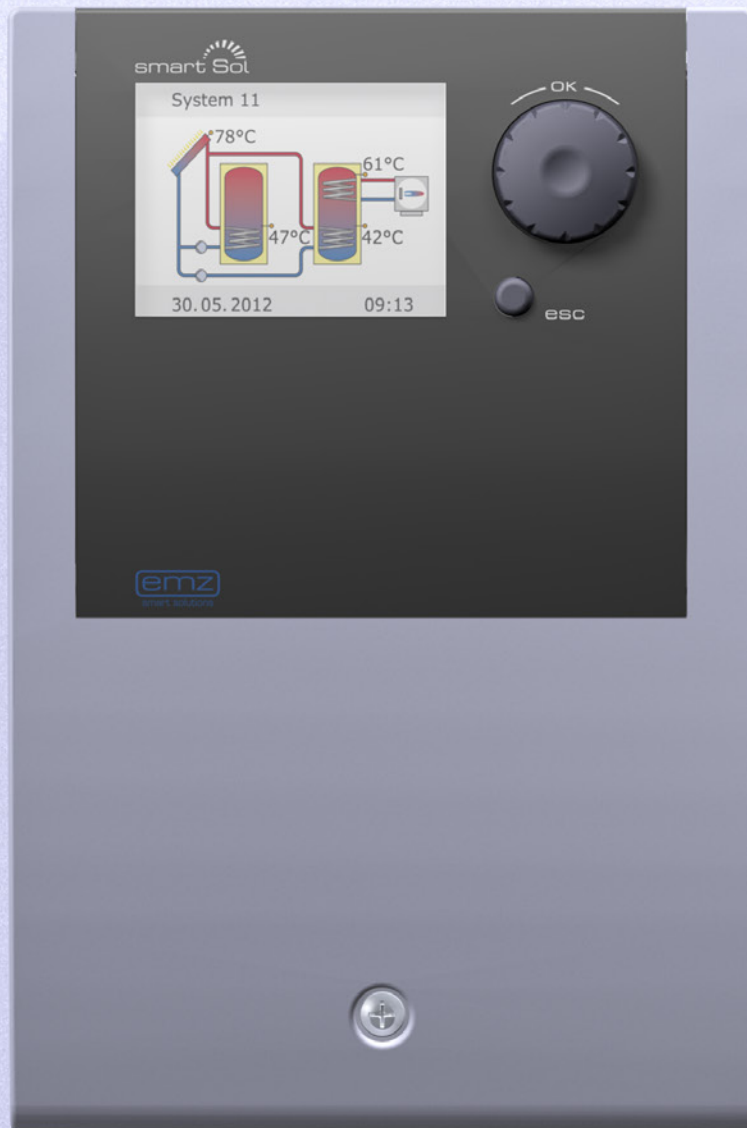 smart Sol
System 11
78°C
61°C
47°C
42°C
30.05.2012 09:13
OK
esc
emz
smart solutions